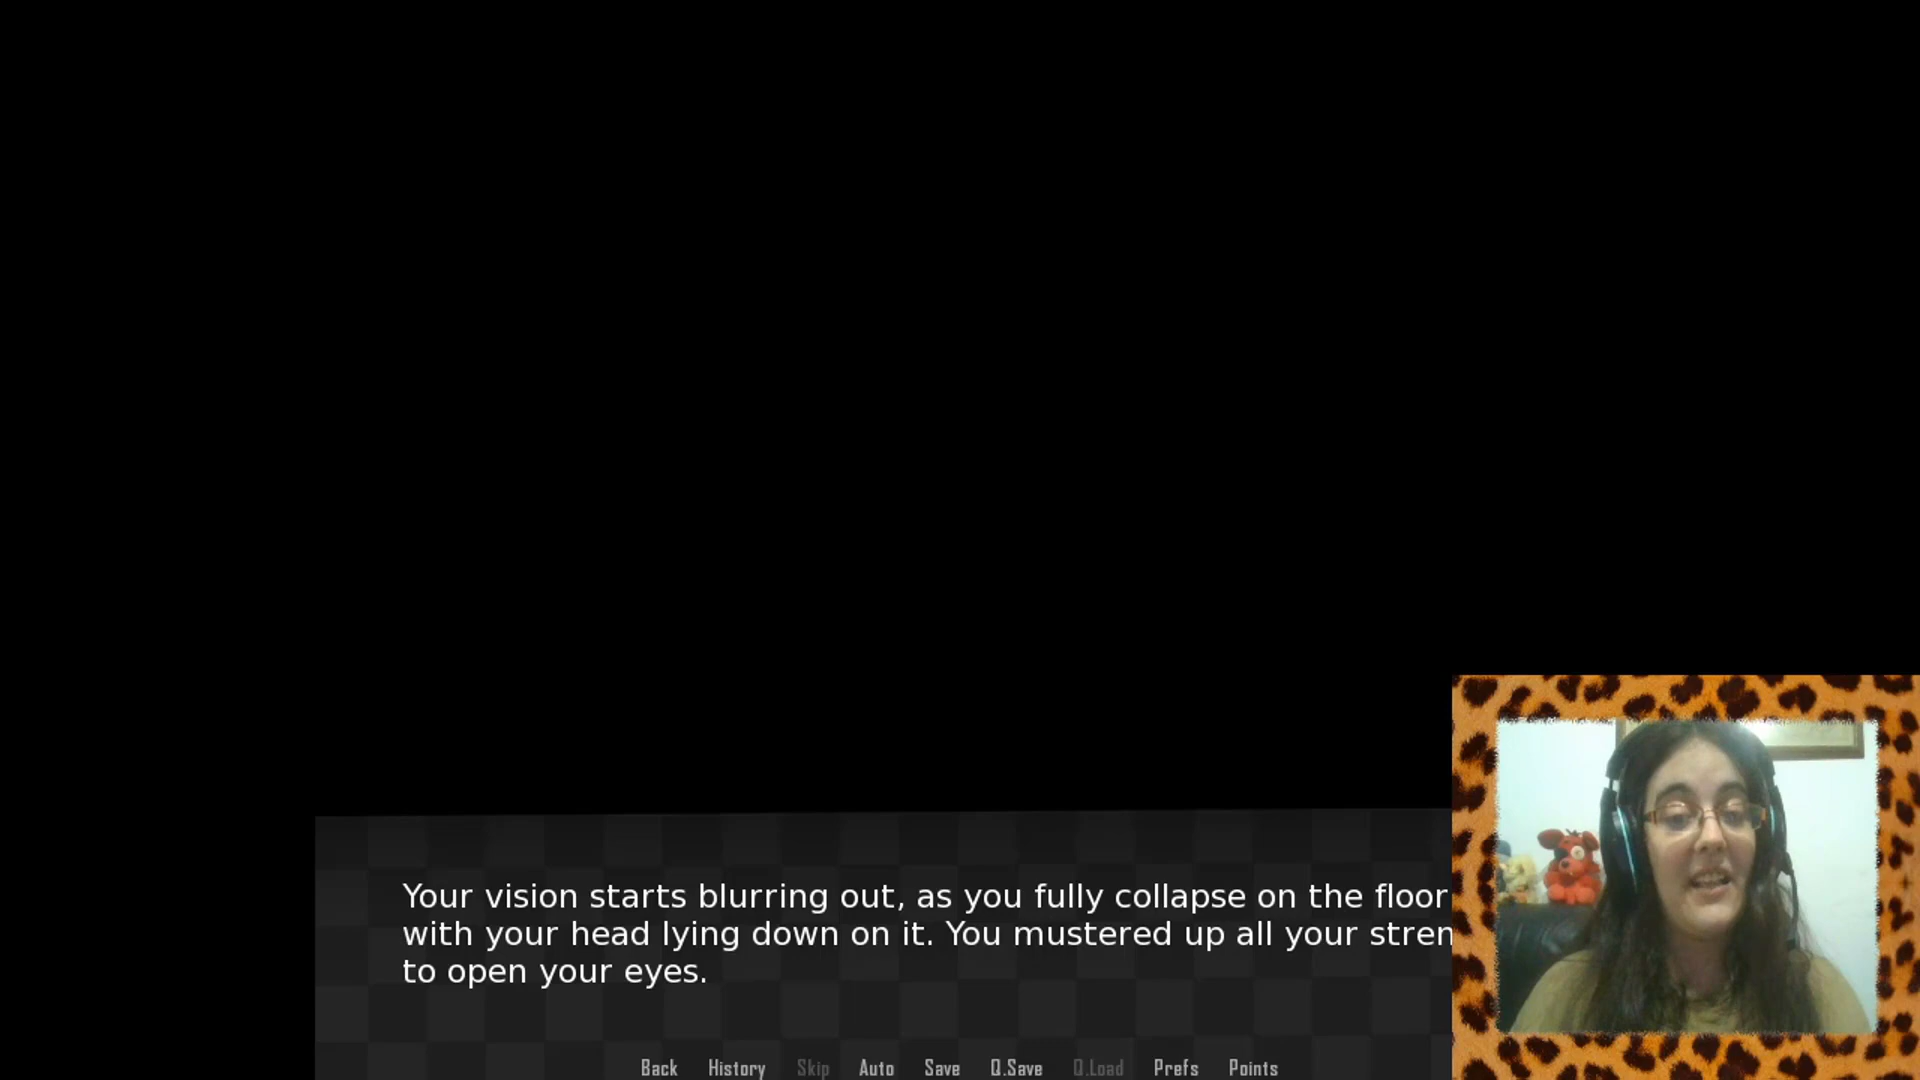 Your vision starts blurring out, as you fully collapse on the floor
with your head lying down on it. You mustered up all your
to open your eyes.
Back History Skip Auto Save Q.Save Q.Load Prefs Points